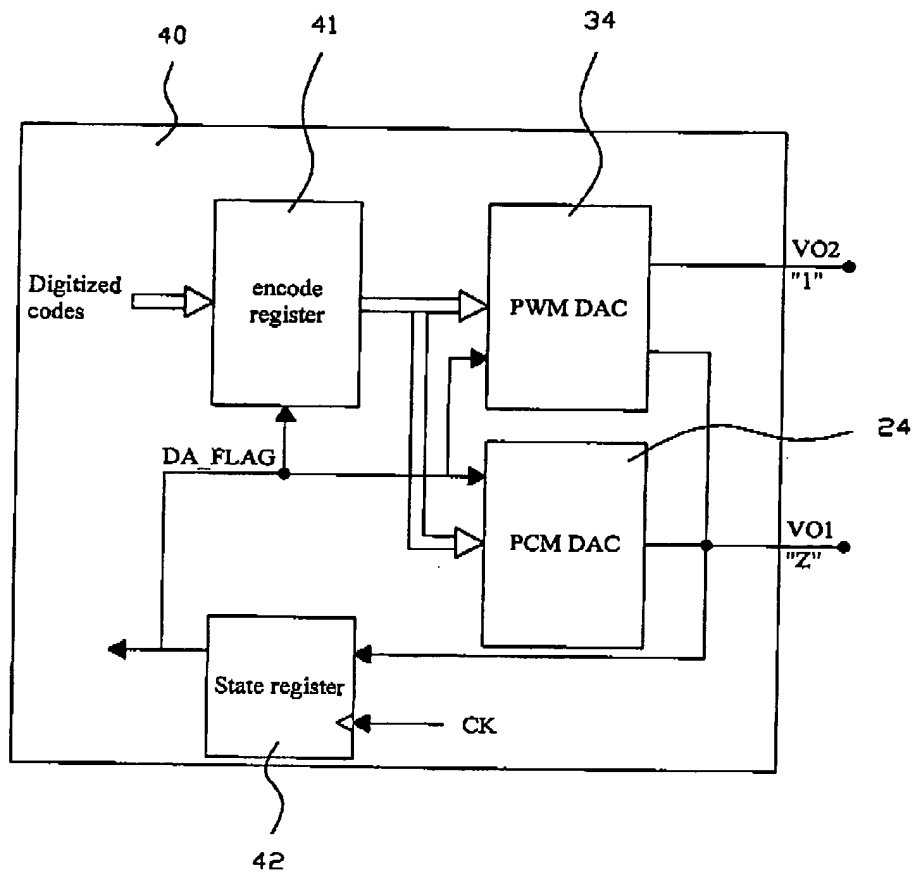 40
41
34
Digitized
codes
encode
register
PWM DAC
VO2
"1"
24
DA_FLAG
PCM DAC
VO1
"Z"
State register
CK
42